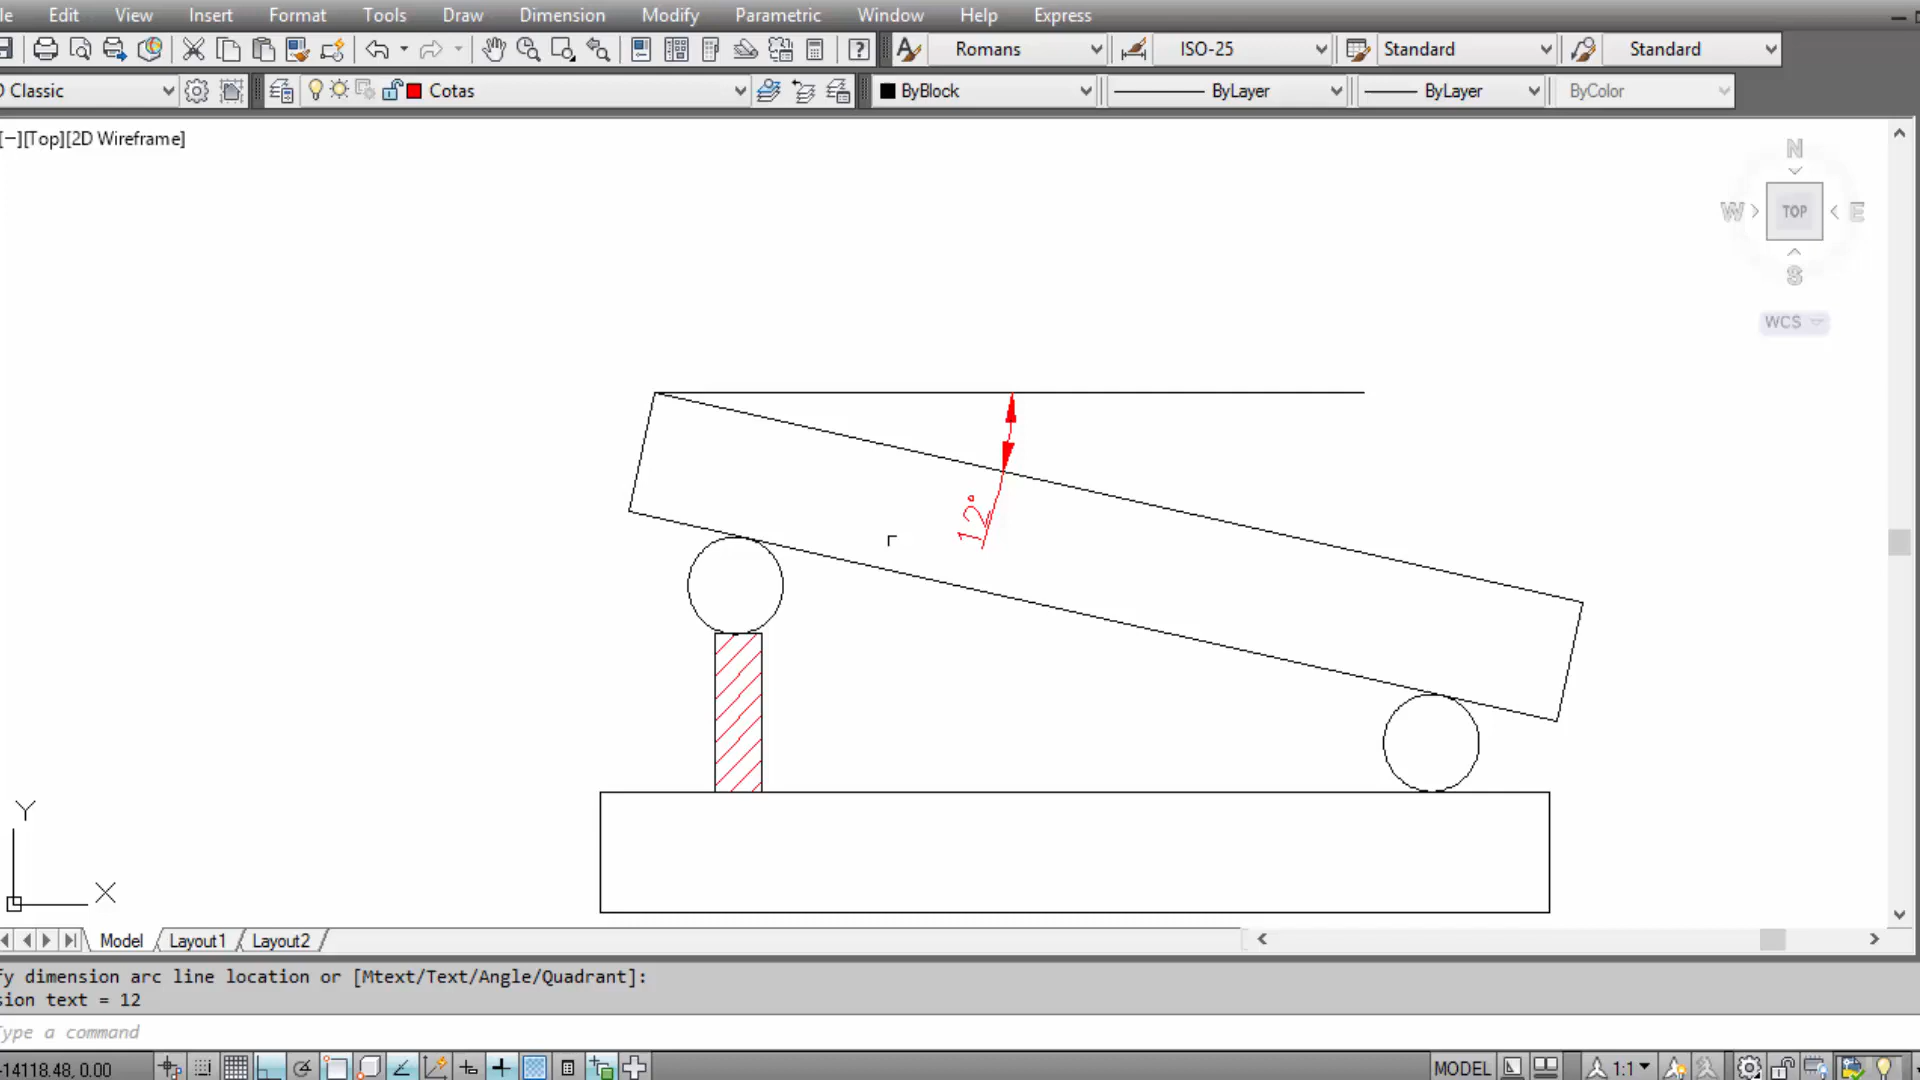 Edit View Insert Format Tools Draw Dimension Modify Parametric Window Help Express
Romans ISO-25 Standard Standard
Classic Cotas ByBlock ByLayer ByLayer ByColor
[−][Top][2D Wireframe]
N
W TOP E
S
WCS
12°
Y
X
Model Layout1 Layout2
fy dimension arc line location or [Mtext/Text/Angle/Quadrant]:
sion text = 12
Type a command
-14118.48, 0.00 MODEL 1:1